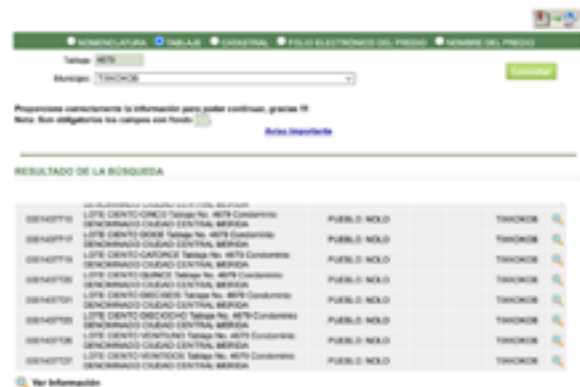 NOMENCLATURA TABLAJE CATASTRAL FOLIO ELECTRÓNICO DEL PREDIO NOMBRE DEL PREDIO
Tablaje: 4679
Municipio: TIXKOKOB
Consultar
Proporcione correctamente la información para poder continuar, gracias !!!
Nota: Son obligatorios los campos con fondo
Aviso Importante
RESULTADO DE LA BÚSQUEDA
DENOMINADO CIUDAD CENTRAL MERIDA
LOTE CIENTO CINCO Tablaje No. 4679 Condominio PUEBLO: NOLO TIXKOKOB
DENOMINADO CIUDAD CENTRAL MERIDA
LOTE CIENTO DOCE Tablaje No. 4679 Condominio PUEBLO: NOLO TIXKOKOB
DENOMINADO CIUDAD CENTRAL MERIDA
LOTE CIENTO CATORCE Tablaje No. 4679 Condominio PUEBLO: NOLO TIXKOKOB
DENOMINADO CIUDAD CENTRAL MERIDA
LOTE CIENTO QUINCE Tablaje No. 4679 Condominio PUEBLO: NOLO TIXKOKOB
DENOMINADO CIUDAD CENTRAL MERIDA
LOTE CIENTO DIECISEIS Tablaje No. 4679 Condominio PUEBLO: NOLO TIXKOKOB
DENOMINADO CIUDAD CENTRAL MERIDA
LOTE CIENTO DIECIOCHO Tablaje No. 4679 Condominio PUEBLO: NOLO TIXKOKOB
DENOMINADO CIUDAD CENTRAL MERIDA
LOTE CIENTO VEINTIUNO Tablaje No. 4679 Condominio PUEBLO: NOLO TIXKOKOB
DENOMINADO CIUDAD CENTRAL MERIDA
LOTE CIENTO VEINTIDOS Tablaje No. 4679 Condominio PUEBLO: NOLO TIXKOKOB
DENOMINADO CIUDAD CENTRAL MERIDA
Ver Información